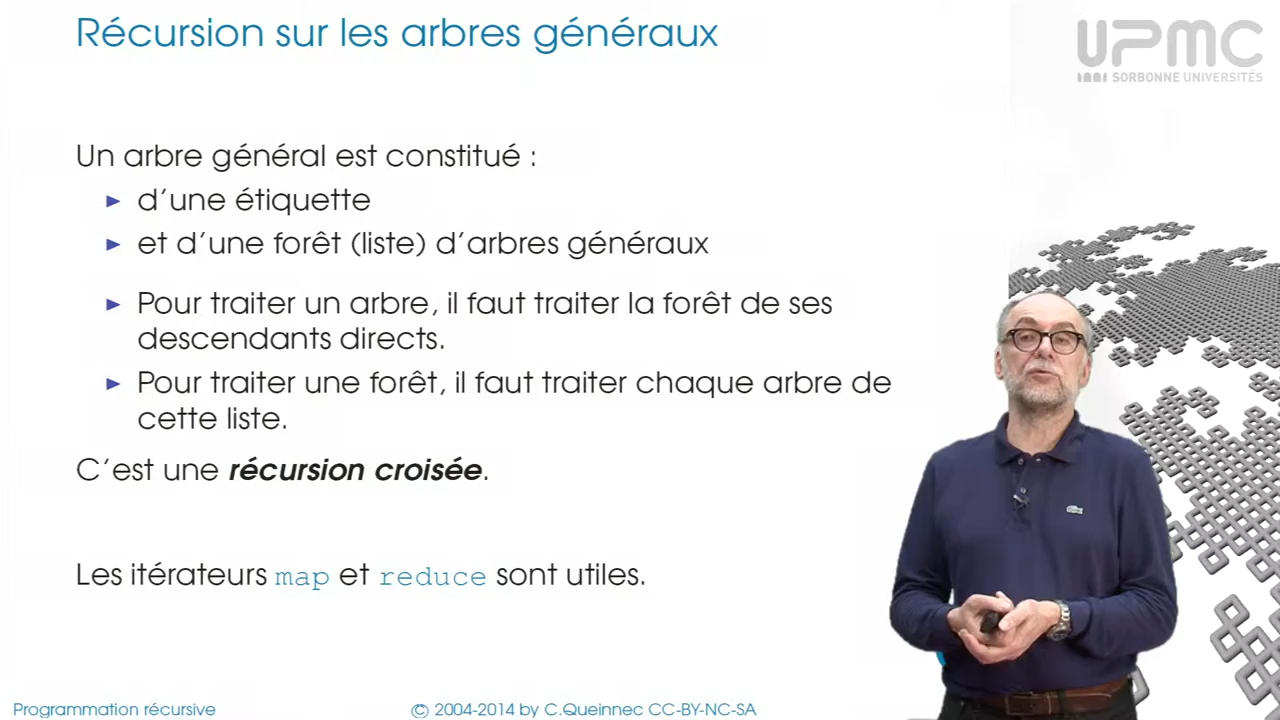 Récursion sur les arbres généraux
UPMC
SORBONNE UNIVERSITÉS
Un arbre général est constitué :
d'une étiquette
et d'une forêt (liste) d'arbres généraux
Pour traiter un arbre, il faut traiter la forêt de ses
descendants directs.
Pour traiter une forêt, il faut traiter chaque arbre de
cette liste.
C'est une récursion croisée.
Les itérateurs map et reduce sont utiles.
Programmation récursive
© 2004-2014 by C.Queinnec CC-BY-NC-SA